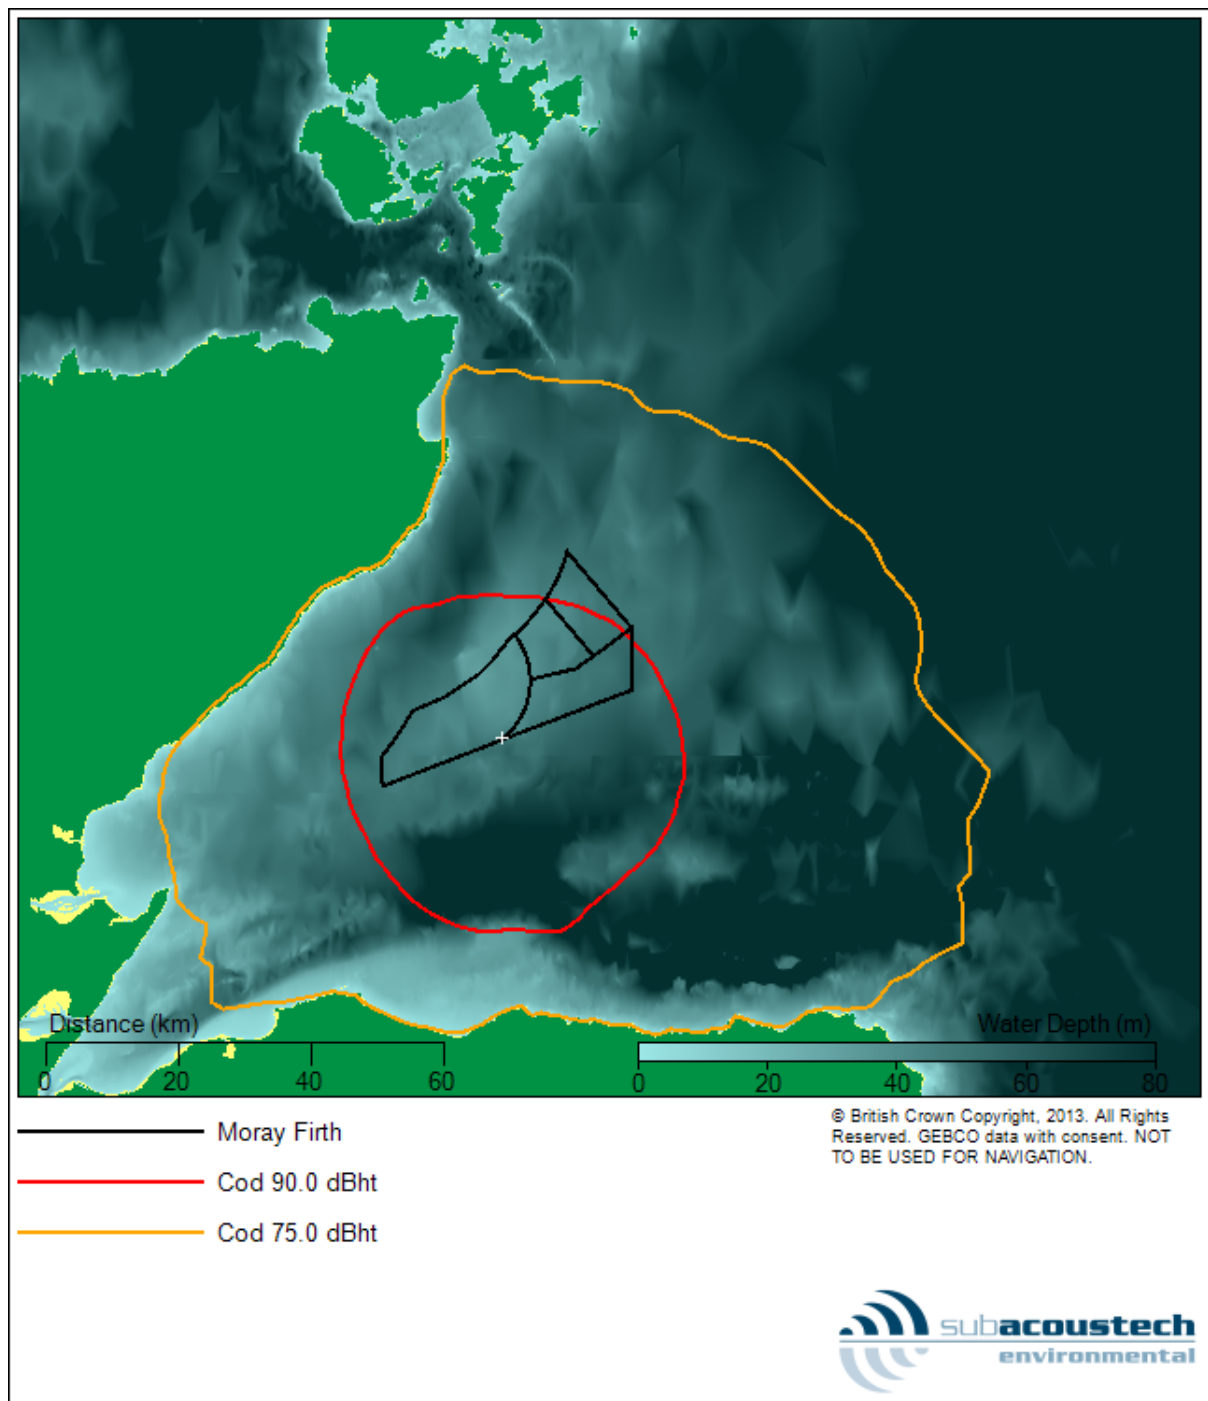 Distance (km)
0 20 40 60
Water Depth (m)
0 20 40 60 80
Moray Firth
Cod 90.0 dBht
Cod 75.0 dBht
© British Crown Copyright, 2013. All Rights
Reserved. GEBCO data with consent. NOT
TO BE USED FOR NAVIGATION.
subacoustech
environmental